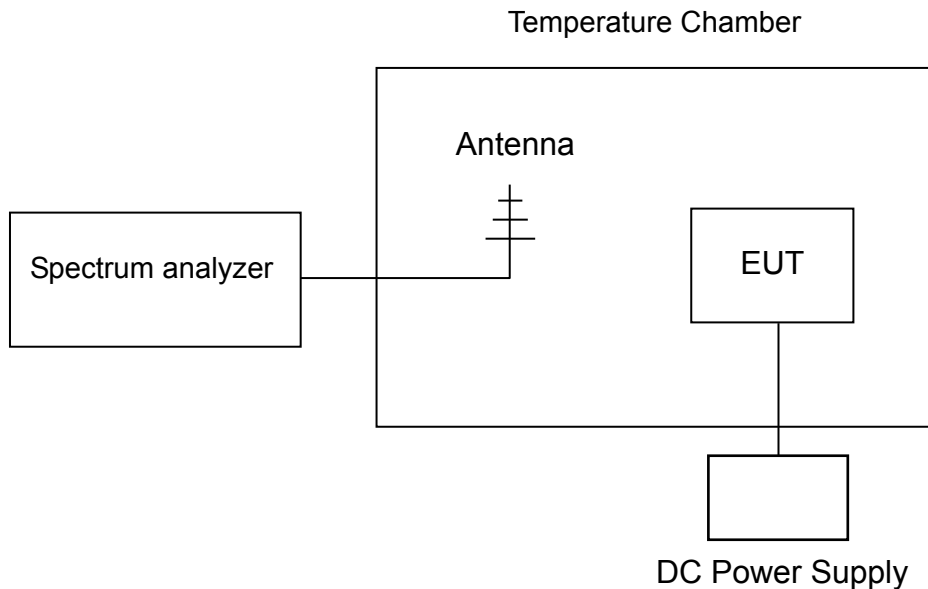 Temperature Chamber
Antenna
Spectrum analyzer
EUT
DC Power Supply